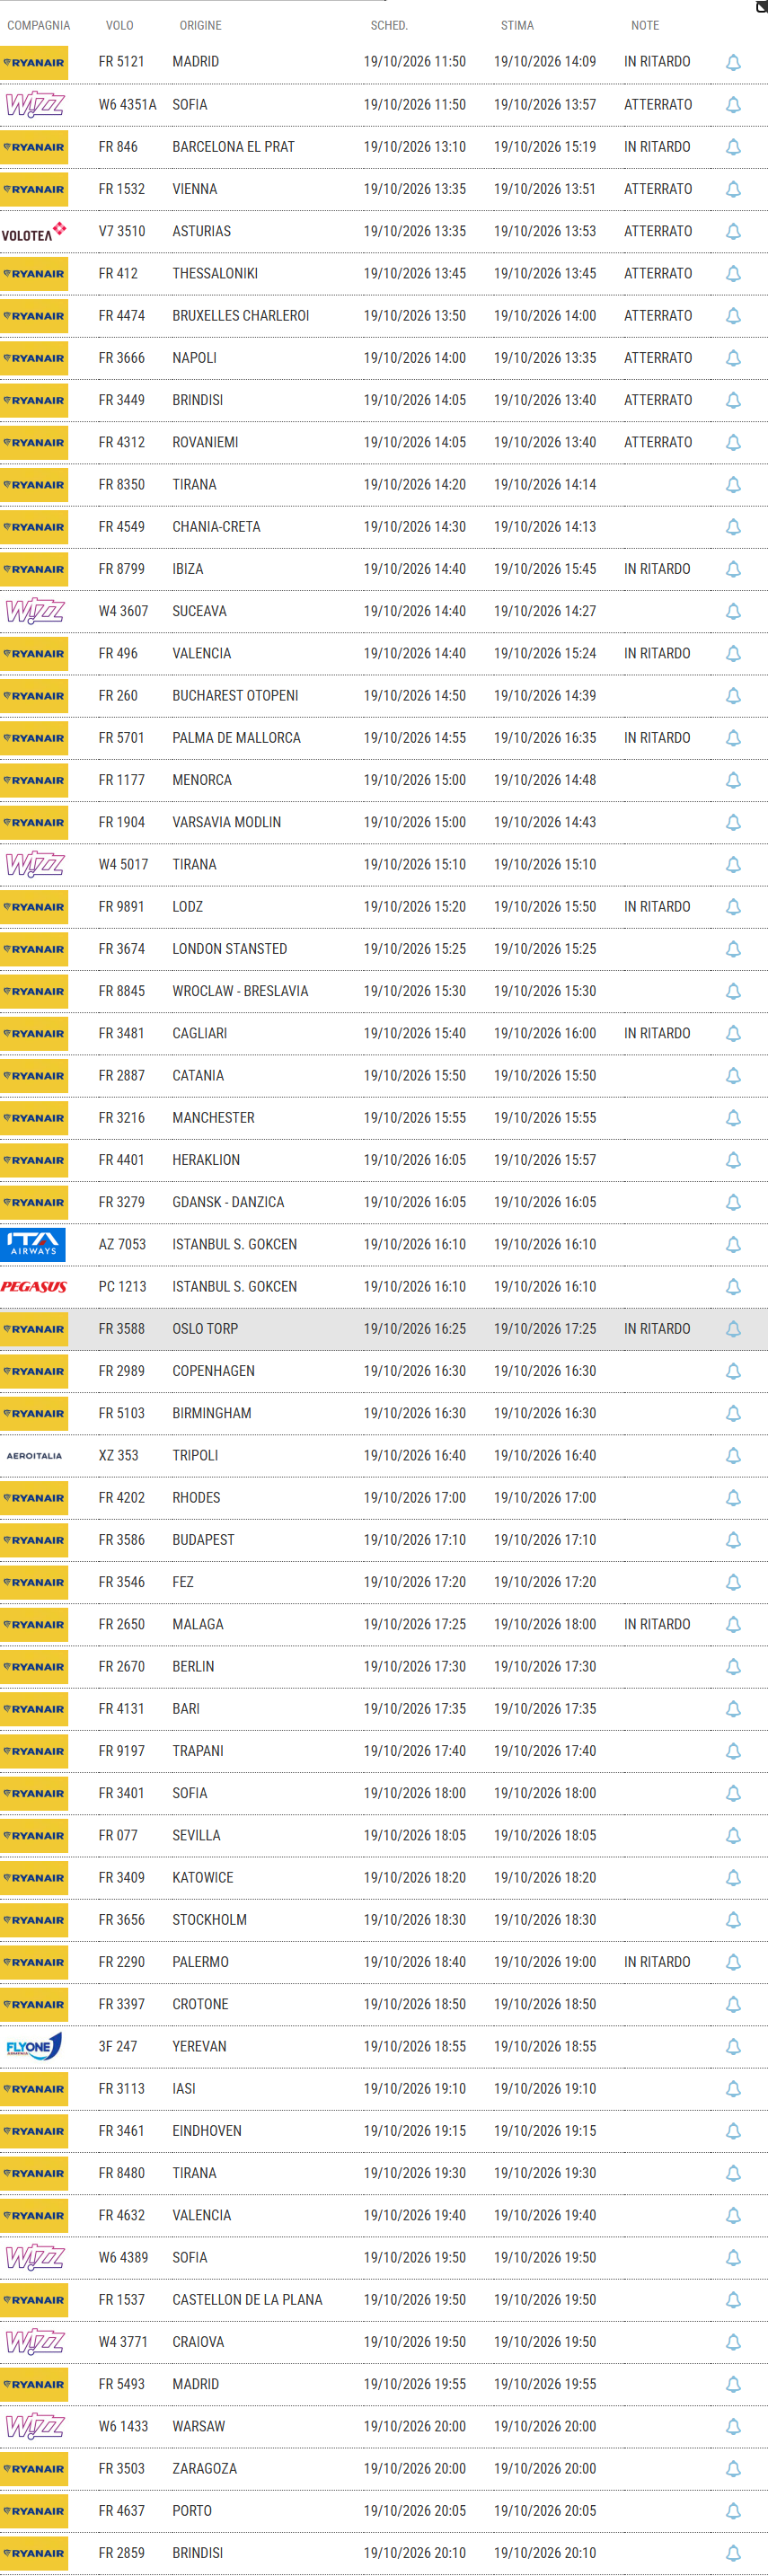 COMPAGNIA VOLO ORIGINE SCHED. STIMA NOTE
RYANAIR FR 5121 MADRID 19/10/2026 11:50 19/10/2026 14:09 IN RITARDO
WIZZ W6 4351A SOFIA 19/10/2026 11:50 19/10/2026 13:57 ATTERRATO
RYANAIR FR 846 BARCELONA EL PRAT 19/10/2026 13:10 19/10/2026 15:19 IN RITARDO
RYANAIR FR 1532 VIENNA 19/10/2026 13:35 19/10/2026 13:51 ATTERRATO
VOLOTEA V7 3510 ASTURIAS 19/10/2026 13:35 19/10/2026 13:53 ATTERRATO
RYANAIR FR 412 THESSALONIKI 19/10/2026 13:45 19/10/2026 13:45 ATTERRATO
RYANAIR FR 4474 BRUXELLES CHARLEROI 19/10/2026 13:50 19/10/2026 14:00 ATTERRATO
RYANAIR FR 3666 NAPOLI 19/10/2026 14:00 19/10/2026 13:35 ATTERRATO
RYANAIR FR 3449 BRINDISI 19/10/2026 14:05 19/10/2026 13:40 ATTERRATO
RYANAIR FR 4312 ROVANIEMI 19/10/2026 14:05 19/10/2026 13:40 ATTERRATO
RYANAIR FR 8350 TIRANA 19/10/2026 14:20 19/10/2026 14:14
RYANAIR FR 4549 CHANIA-CRETA 19/10/2026 14:30 19/10/2026 14:13
RYANAIR FR 8799 IBIZA 19/10/2026 14:40 19/10/2026 15:45 IN RITARDO
WIZZ W4 3607 SUCEAVA 19/10/2026 14:40 19/10/2026 14:27
RYANAIR FR 496 VALENCIA 19/10/2026 14:40 19/10/2026 15:24 IN RITARDO
RYANAIR FR 260 BUCHAREST OTOPENI 19/10/2026 14:50 19/10/2026 14:39
RYANAIR FR 5701 PALMA DE MALLORCA 19/10/2026 14:55 19/10/2026 16:35 IN RITARDO
RYANAIR FR 1177 MENORCA 19/10/2026 15:00 19/10/2026 14:48
RYANAIR FR 1904 VARSAVIA MODLIN 19/10/2026 15:00 19/10/2026 14:43
WIZZ W4 5017 TIRANA 19/10/2026 15:10 19/10/2026 15:10
RYANAIR FR 9891 LODZ 19/10/2026 15:20 19/10/2026 15:50 IN RITARDO
RYANAIR FR 3674 LONDON STANSTED 19/10/2026 15:25 19/10/2026 15:25
RYANAIR FR 8845 WROCLAW - BRESLAVIA 19/10/2026 15:30 19/10/2026 15:30
RYANAIR FR 3481 CAGLIARI 19/10/2026 15:40 19/10/2026 16:00 IN RITARDO
RYANAIR FR 2887 CATANIA 19/10/2026 15:50 19/10/2026 15:50
RYANAIR FR 3216 MANCHESTER 19/10/2026 15:55 19/10/2026 15:55
RYANAIR FR 4401 HERAKLION 19/10/2026 16:05 19/10/2026 15:57
RYANAIR FR 3279 GDANSK - DANZICA 19/10/2026 16:05 19/10/2026 16:05
ITA AIRWAYS AZ 7053 ISTANBUL S. GOKCEN 19/10/2026 16:10 19/10/2026 16:10
PEGASUS PC 1213 ISTANBUL S. GOKCEN 19/10/2026 16:10 19/10/2026 16:10
RYANAIR FR 3588 OSLO TORP 19/10/2026 16:25 19/10/2026 17:25 IN RITARDO
RYANAIR FR 2989 COPENHAGEN 19/10/2026 16:30 19/10/2026 16:30
RYANAIR FR 5103 BIRMINGHAM 19/10/2026 16:30 19/10/2026 16:30
AEROITALIA XZ 353 TRIPOLI 19/10/2026 16:40 19/10/2026 16:40
RYANAIR FR 4202 RHODES 19/10/2026 17:00 19/10/2026 17:00
RYANAIR FR 3586 BUDAPEST 19/10/2026 17:10 19/10/2026 17:10
RYANAIR FR 3546 FEZ 19/10/2026 17:20 19/10/2026 17:20
RYANAIR FR 2650 MALAGA 19/10/2026 17:25 19/10/2026 18:00 IN RITARDO
RYANAIR FR 2670 BERLIN 19/10/2026 17:30 19/10/2026 17:30
RYANAIR FR 4131 BARI 19/10/2026 17:35 19/10/2026 17:35
RYANAIR FR 9197 TRAPANI 19/10/2026 17:40 19/10/2026 17:40
RYANAIR FR 3401 SOFIA 19/10/2026 18:00 19/10/2026 18:00
RYANAIR FR 077 SEVILLA 19/10/2026 18:05 19/10/2026 18:05
RYANAIR FR 3409 KATOWICE 19/10/2026 18:20 19/10/2026 18:20
RYANAIR FR 3656 STOCKHOLM 19/10/2026 18:30 19/10/2026 18:30
RYANAIR FR 2290 PALERMO 19/10/2026 18:40 19/10/2026 19:00 IN RITARDO
RYANAIR FR 3397 CROTONE 19/10/2026 18:50 19/10/2026 18:50
FLYONE 3F 247 YEREVAN 19/10/2026 18:55 19/10/2026 18:55
RYANAIR FR 3113 IASI 19/10/2026 19:10 19/10/2026 19:10
RYANAIR FR 3461 EINDHOVEN 19/10/2026 19:15 19/10/2026 19:15
RYANAIR FR 8480 TIRANA 19/10/2026 19:30 19/10/2026 19:30
RYANAIR FR 4632 VALENCIA 19/10/2026 19:40 19/10/2026 19:40
WIZZ W6 4389 SOFIA 19/10/2026 19:50 19/10/2026 19:50
RYANAIR FR 1537 CASTELLON DE LA PLANA 19/10/2026 19:50 19/10/2026 19:50
WIZZ W4 3771 CRAIOVA 19/10/2026 19:50 19/10/2026 19:50
RYANAIR FR 5493 MADRID 19/10/2026 19:55 19/10/2026 19:55
WIZZ W6 1433 WARSAW 19/10/2026 20:00 19/10/2026 20:00
RYANAIR FR 3503 ZARAGOZA 19/10/2026 20:00 19/10/2026 20:00
RYANAIR FR 4637 PORTO 19/10/2026 20:05 19/10/2026 20:05
RYANAIR FR 2859 BRINDISI 19/10/2026 20:10 19/10/2026 20:10